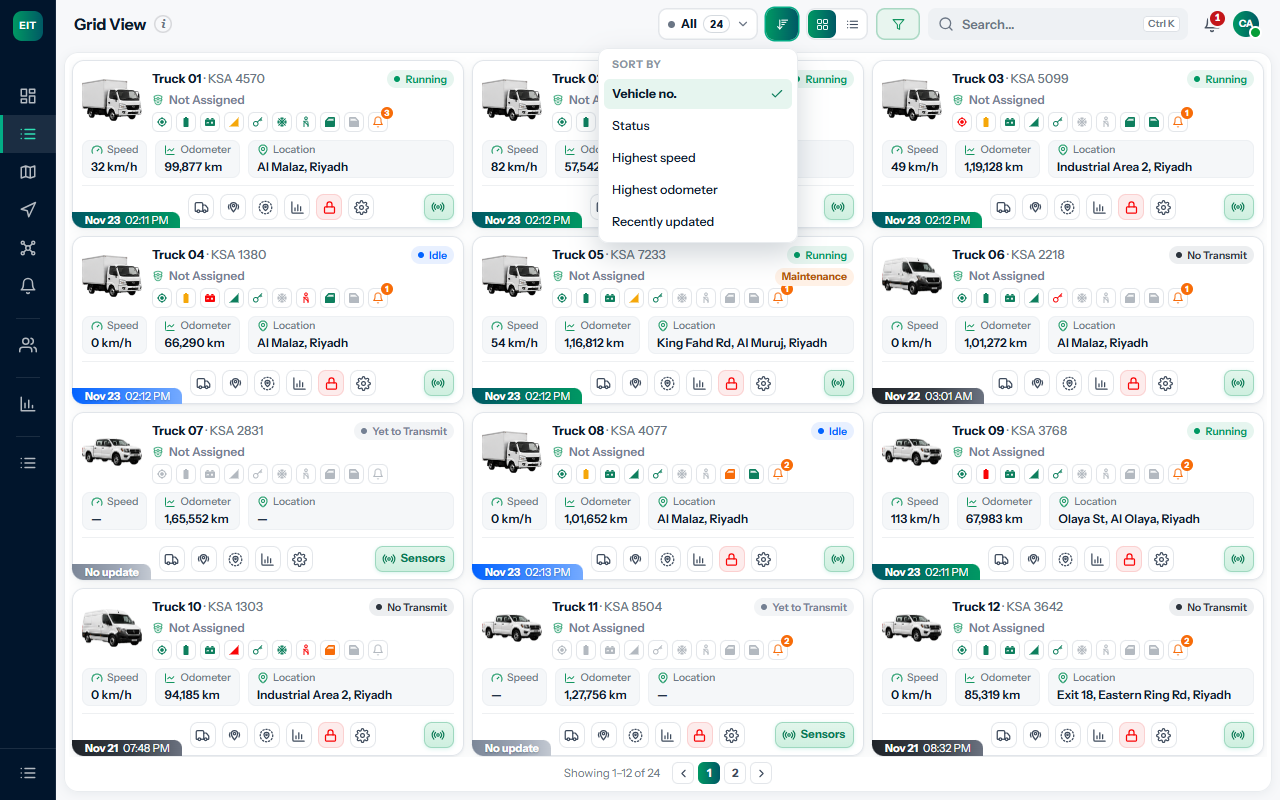 EIT
Grid View
All 24
Search...
Ctrl K
1
CA
SORT BY
Vehicle no.
Status
Highest speed
Highest odometer
Recently updated
Truck 01 · KSA 4570
Running
Not Assigned
3
Speed
32 km/h
Odometer
99,877 km
Location
Al Malaz, Riyadh
Nov 23 02:11 PM
Truck 02
Running
Not A
Speed
82 km/h
Odo
57,542
Nov 23 02:12 PM
Truck 03 · KSA 5099
Running
Not Assigned
1
Speed
49 km/h
Odometer
1,19,128 km
Location
Industrial Area 2, Riyadh
Nov 23 02:12 PM
Truck 04 · KSA 1380
Idle
Not Assigned
1
Speed
0 km/h
Odometer
66,290 km
Location
Al Malaz, Riyadh
Nov 23 02:12 PM
Truck 05 · KSA 7233
Running
Not Assigned
Maintenance
1
Speed
54 km/h
Odometer
1,16,812 km
Location
King Fahd Rd, Al Muruj, Riyadh
Nov 23 02:12 PM
Truck 06 · KSA 2218
No Transmit
Not Assigned
1
Speed
0 km/h
Odometer
1,01,272 km
Location
Al Malaz, Riyadh
Nov 22 03:01 AM
Truck 07 · KSA 2831
Yet to Transmit
Not Assigned
Speed
—
Odometer
1,65,552 km
Location
—
No update
Sensors
Truck 08 · KSA 4077
Idle
Not Assigned
2
Speed
0 km/h
Odometer
1,01,652 km
Location
Al Malaz, Riyadh
Nov 23 02:13 PM
Truck 09 · KSA 3768
Running
Not Assigned
2
Speed
113 km/h
Odometer
67,983 km
Location
Olaya St, Al Olaya, Riyadh
Nov 23 02:11 PM
Truck 10 · KSA 1303
No Transmit
Not Assigned
Speed
0 km/h
Odometer
94,185 km
Location
Industrial Area 2, Riyadh
Nov 21 07:48 PM
Truck 11 · KSA 8504
Yet to Transmit
Not Assigned
2
Speed
—
Odometer
1,27,756 km
Location
—
No update
Sensors
Truck 12 · KSA 3642
No Transmit
Not Assigned
2
Speed
0 km/h
Odometer
85,319 km
Location
Exit 18, Eastern Ring Rd, Riyadh
Nov 21 08:32 PM
Showing 1–12 of 24
1 2